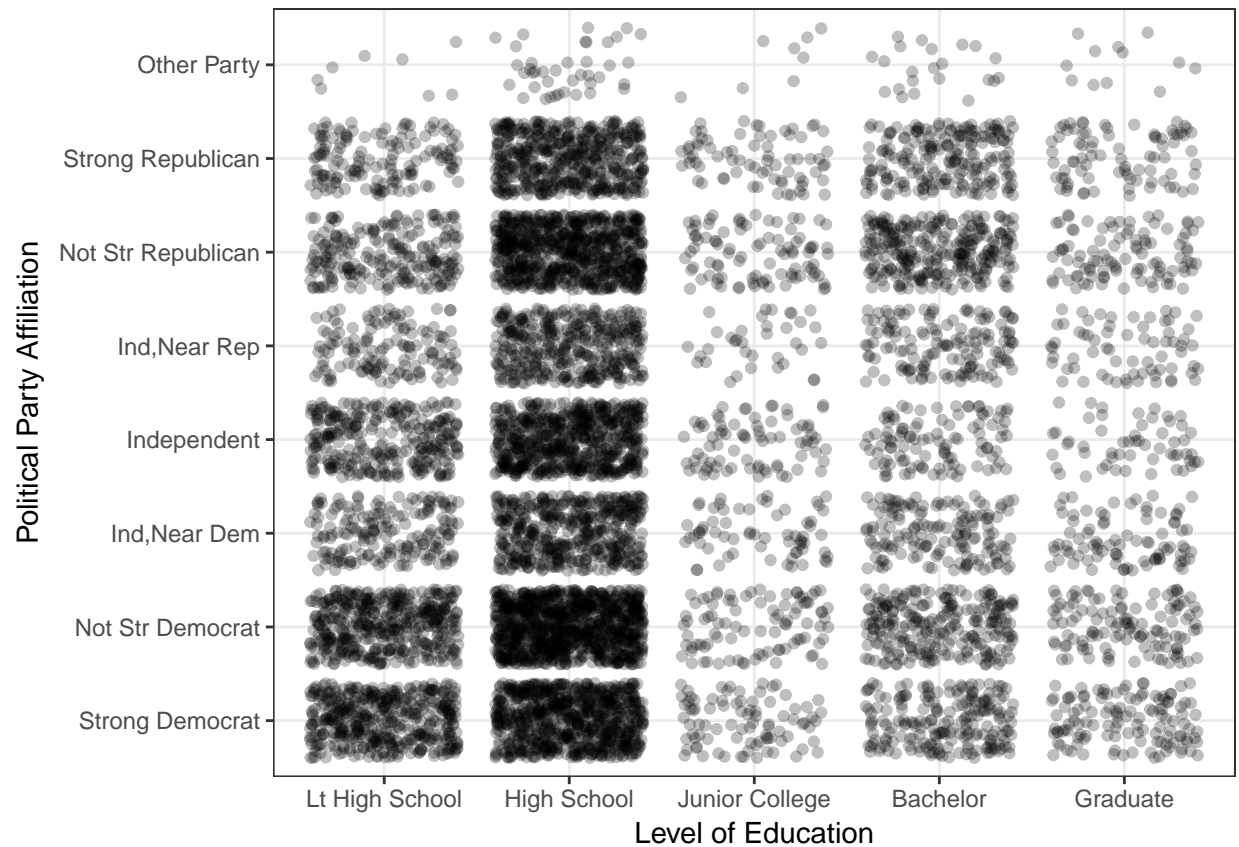 Other Party
Strong Republican
Not Str Republican
Ind,Near Rep
Independent
Ind,Near Dem
Not Str Democrat
Strong Democrat
Political Party Affiliation
Lt High School
High School
Junior College
Bachelor
Graduate
Level of Education